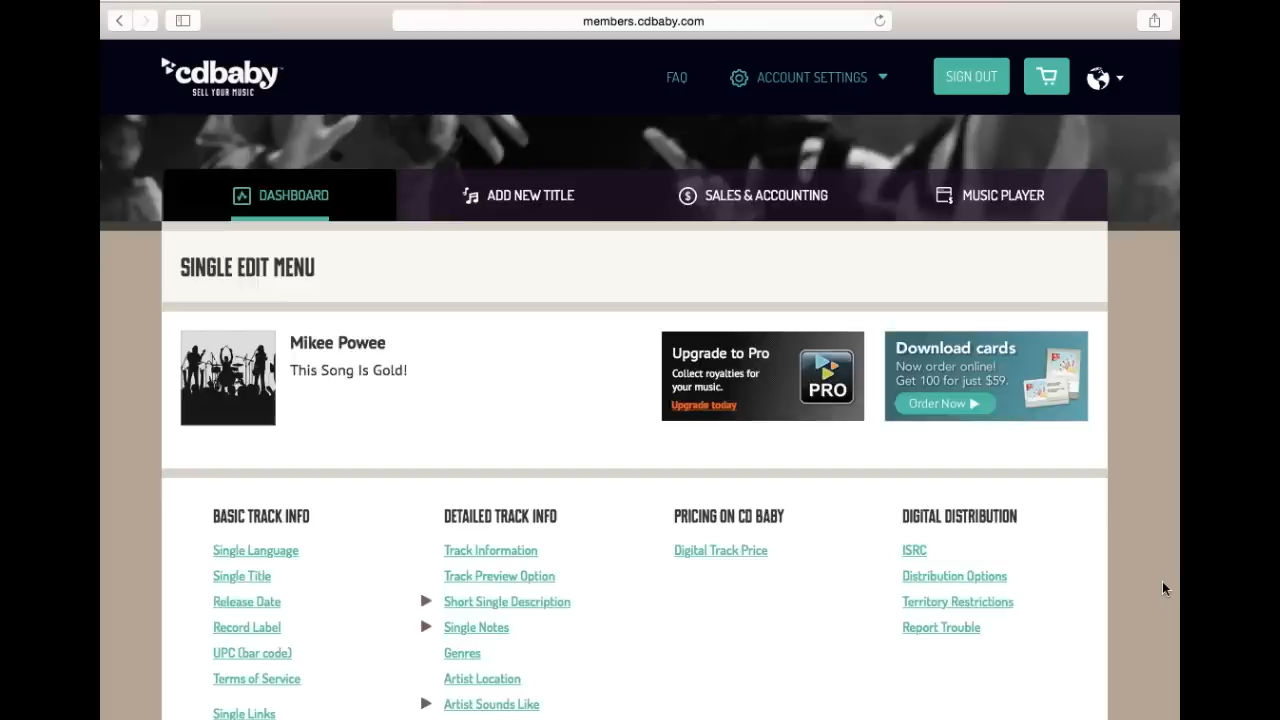 members.cdbaby.com
cdbaby
SELL YOUR MUSIC
FAQ
ACCOUNT SETTINGS
SIGN OUT
DASHBOARD
ADD NEW TITLE
SALES & ACCOUNTING
MUSIC PLAYER
SINGLE EDIT MENU
Mikee Powee
This Song Is Gold!
Upgrade to Pro
Collect royalties for
your music.
Upgrade today
PRO
Download cards
Now order online!
Get 100 for just $59.
Order Now
BASIC TRACK INFO
Single Language
Single Title
Release Date
Record Label
UPC (bar code)
Terms of Service
Single Links
DETAILED TRACK INFO
Track Information
Track Preview Option
Short Single Description
Single Notes
Genres
Artist Location
Artist Sounds Like
PRICING ON CD BABY
Digital Track Price
DIGITAL DISTRIBUTION
ISRC
Distribution Options
Territory Restrictions
Report Trouble